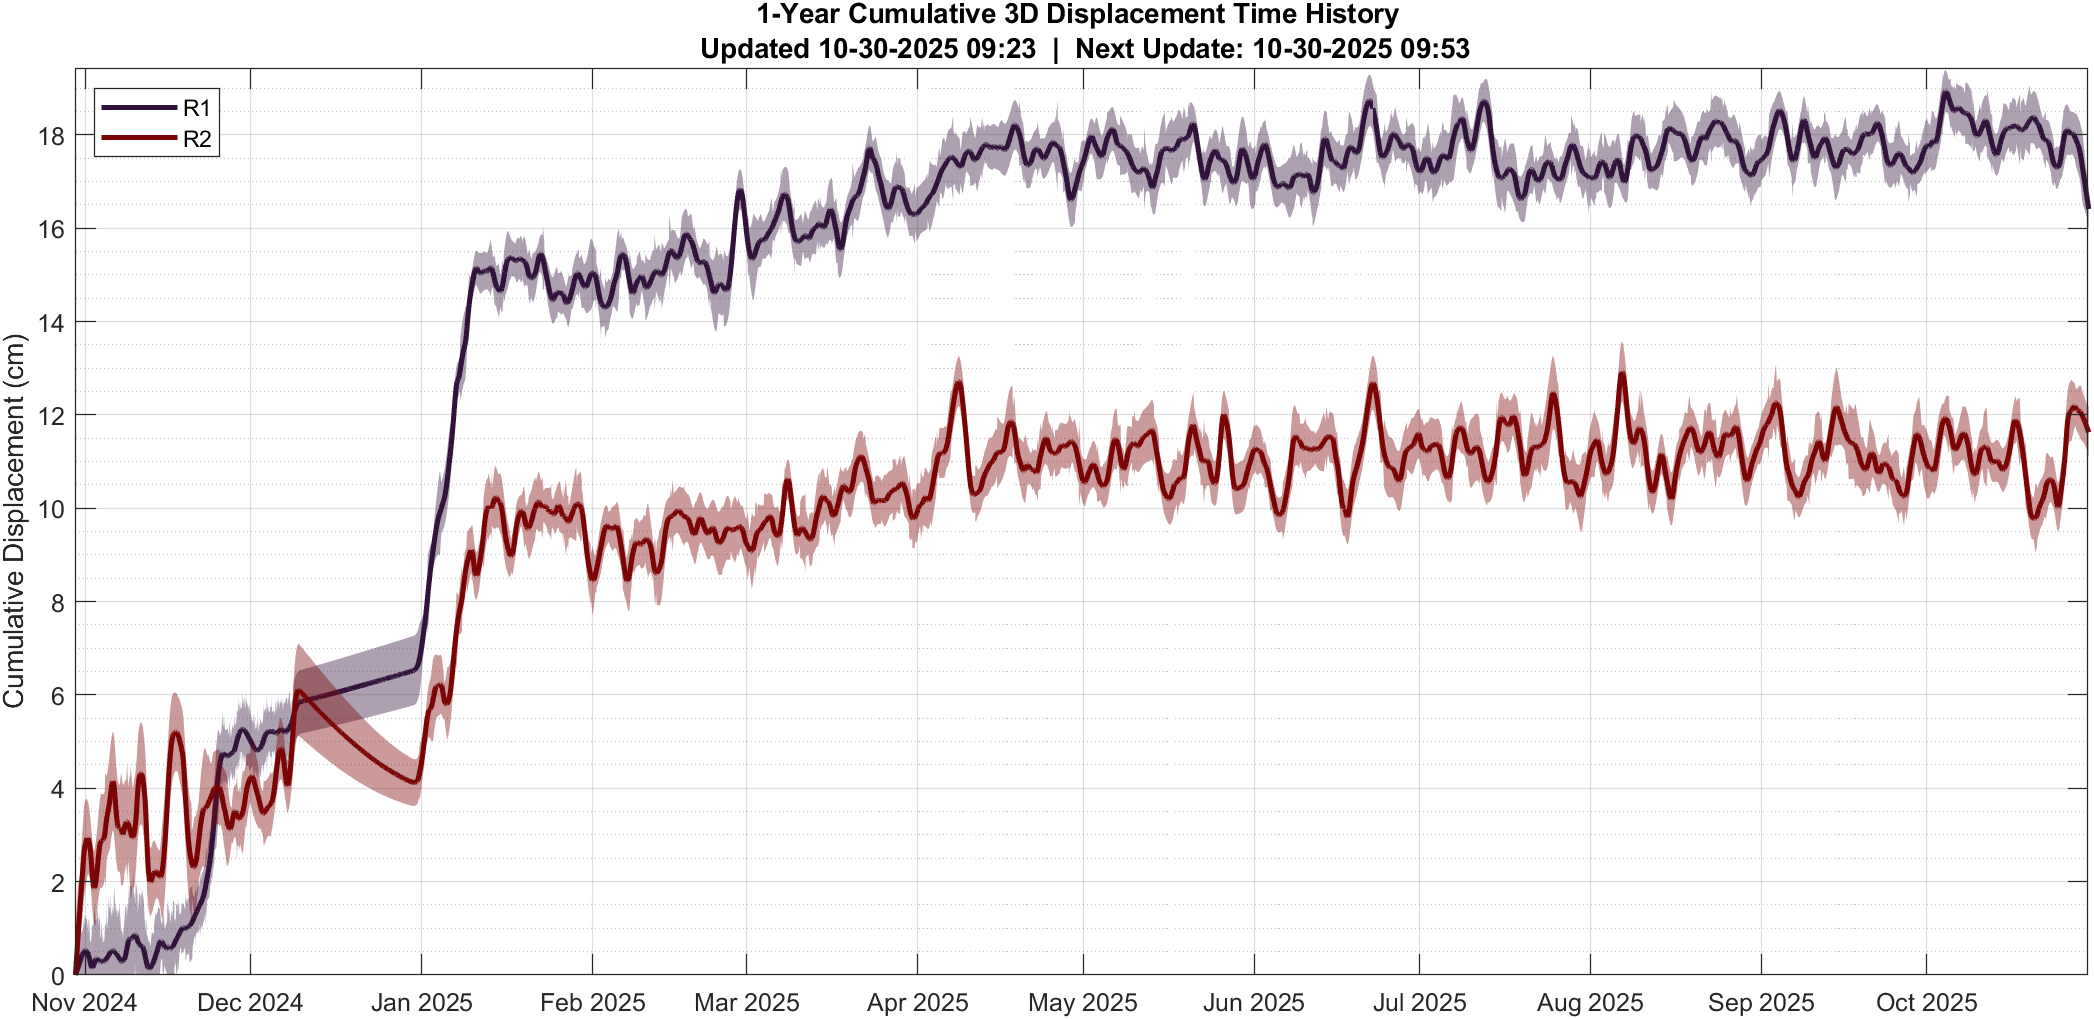 1-Year Cumulative 3D Displacement Time History
Updated 10-30-2025 09:23 | Next Update: 10-30-2025 09:53
R1
R2
Cumulative Displacement (cm)
18
16
14
12
10
8
6
4
2
0
Nov 2024 Dec 2024 Jan 2025 Feb 2025 Mar 2025 Apr 2025 May 2025 Jun 2025 Jul 2025 Aug 2025 Sep 2025 Oct 2025